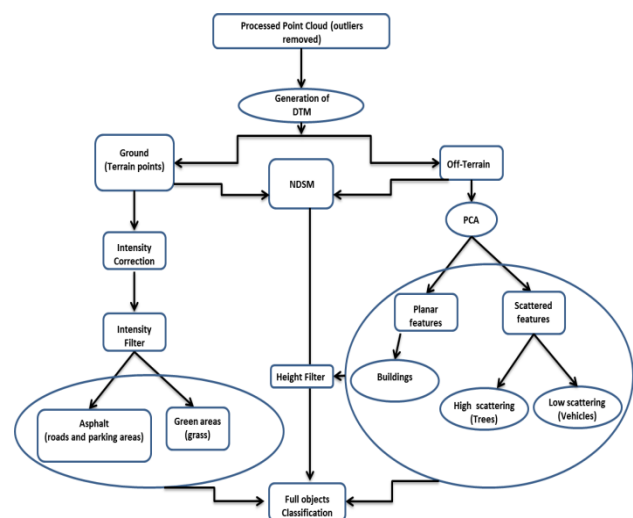 Processed Point Cloud (outliers
removed)
Generation of
DTM
Ground
(Terrain points)
NDSM
Off-Terrain
PCA
Intensity
Correction
Planar
features
Scattered
features
Intensity
Filter
Height Filter
Buildings
High scattering
(Trees)
Low scattering
(Vehicles)
Asphalt
(roads and parking areas)
Green areas
(grass)
Full objects
Classification